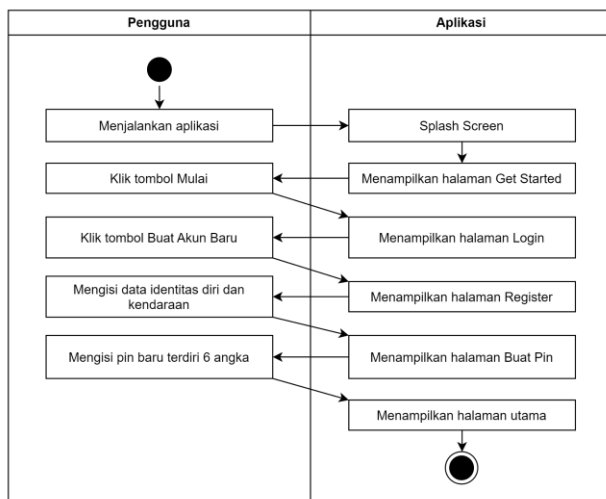 Pengguna
Aplikasi
Menjalankan aplikasi
Splash Screen
Klik tombol Mulai
Menampilkan halaman Get Started
Klik tombol Buat Akun Baru
Menampilkan halaman Login
Mengisi data identitas diri dan
kendaraan
Menampilkan halaman Register
Mengisi pin baru terdiri 6 angka
Menampilkan halaman Buat Pin
Menampilkan halaman utama